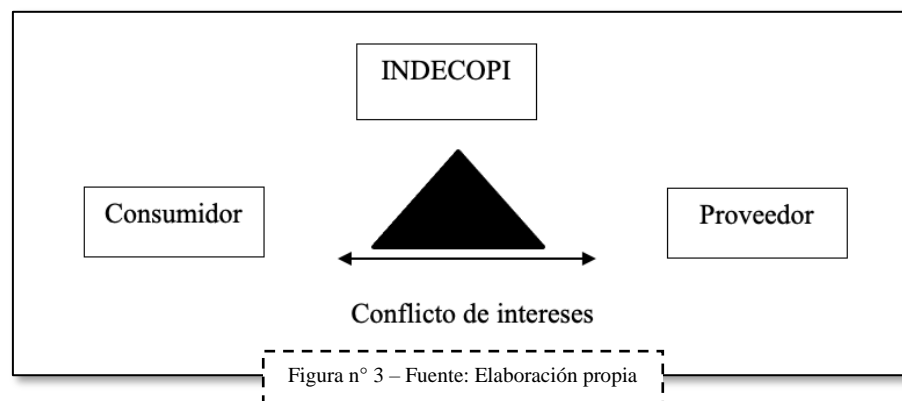 INDECOPI
Consumidor
Proveedor
Conflicto de intereses
Figura n° 3 – Fuente: Elaboración propia